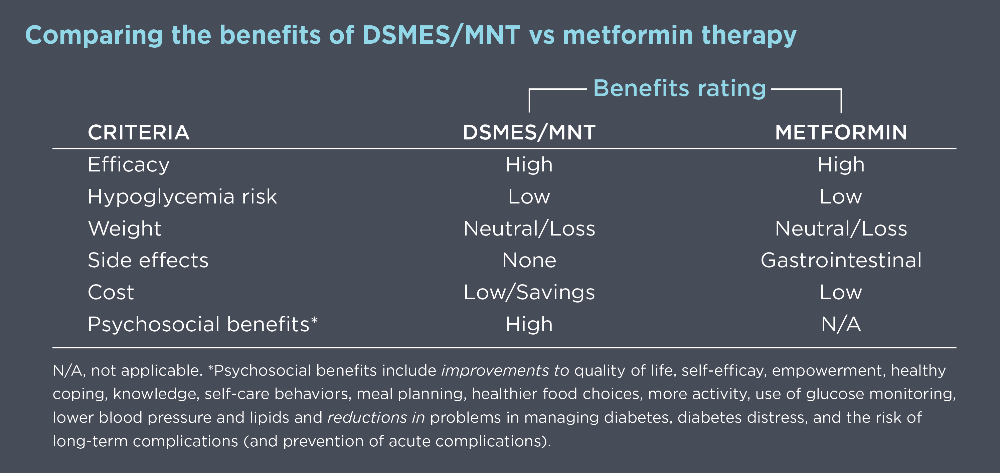 Comparing the benefits of DSMES/MNT vs metformin therapy
Benefits rating
CRITERIA DSMES/MNT METFORMIN
Efficacy High High
Hypoglycemia risk Low Low
Weight Neutral/Loss Neutral/Loss
Side effects None Gastrointestinal
Cost Low/Savings Low
Psychosocial benefits* High N/A
N/A, not applicable. *Psychosocial benefits include improvements to quality of life, self-efficay, empowerment, healthy
coping, knowledge, self-care behaviors, meal planning, healthier food choices, more activity, use of glucose monitoring,
lower blood pressure and lipids and reductions in problems in managing diabetes, diabetes distress, and the risk of
long-term complications (and prevention of acute complications).